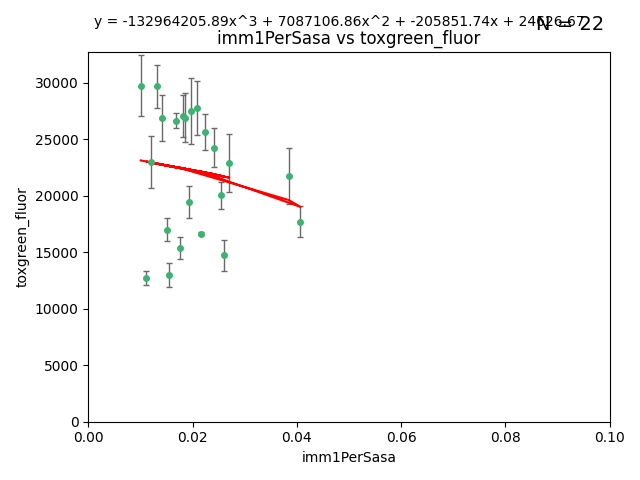 y = -132964205.89x^3 + 7087106.86x^2 + -205851.74x + 24626.67
N = 22
imm1PerSasa vs toxgreen_fluor
30000
25000
20000
15000
10000
5000
0
toxgreen_fluor
0.00 0.02 0.04 0.06 0.08 0.10
imm1PerSasa